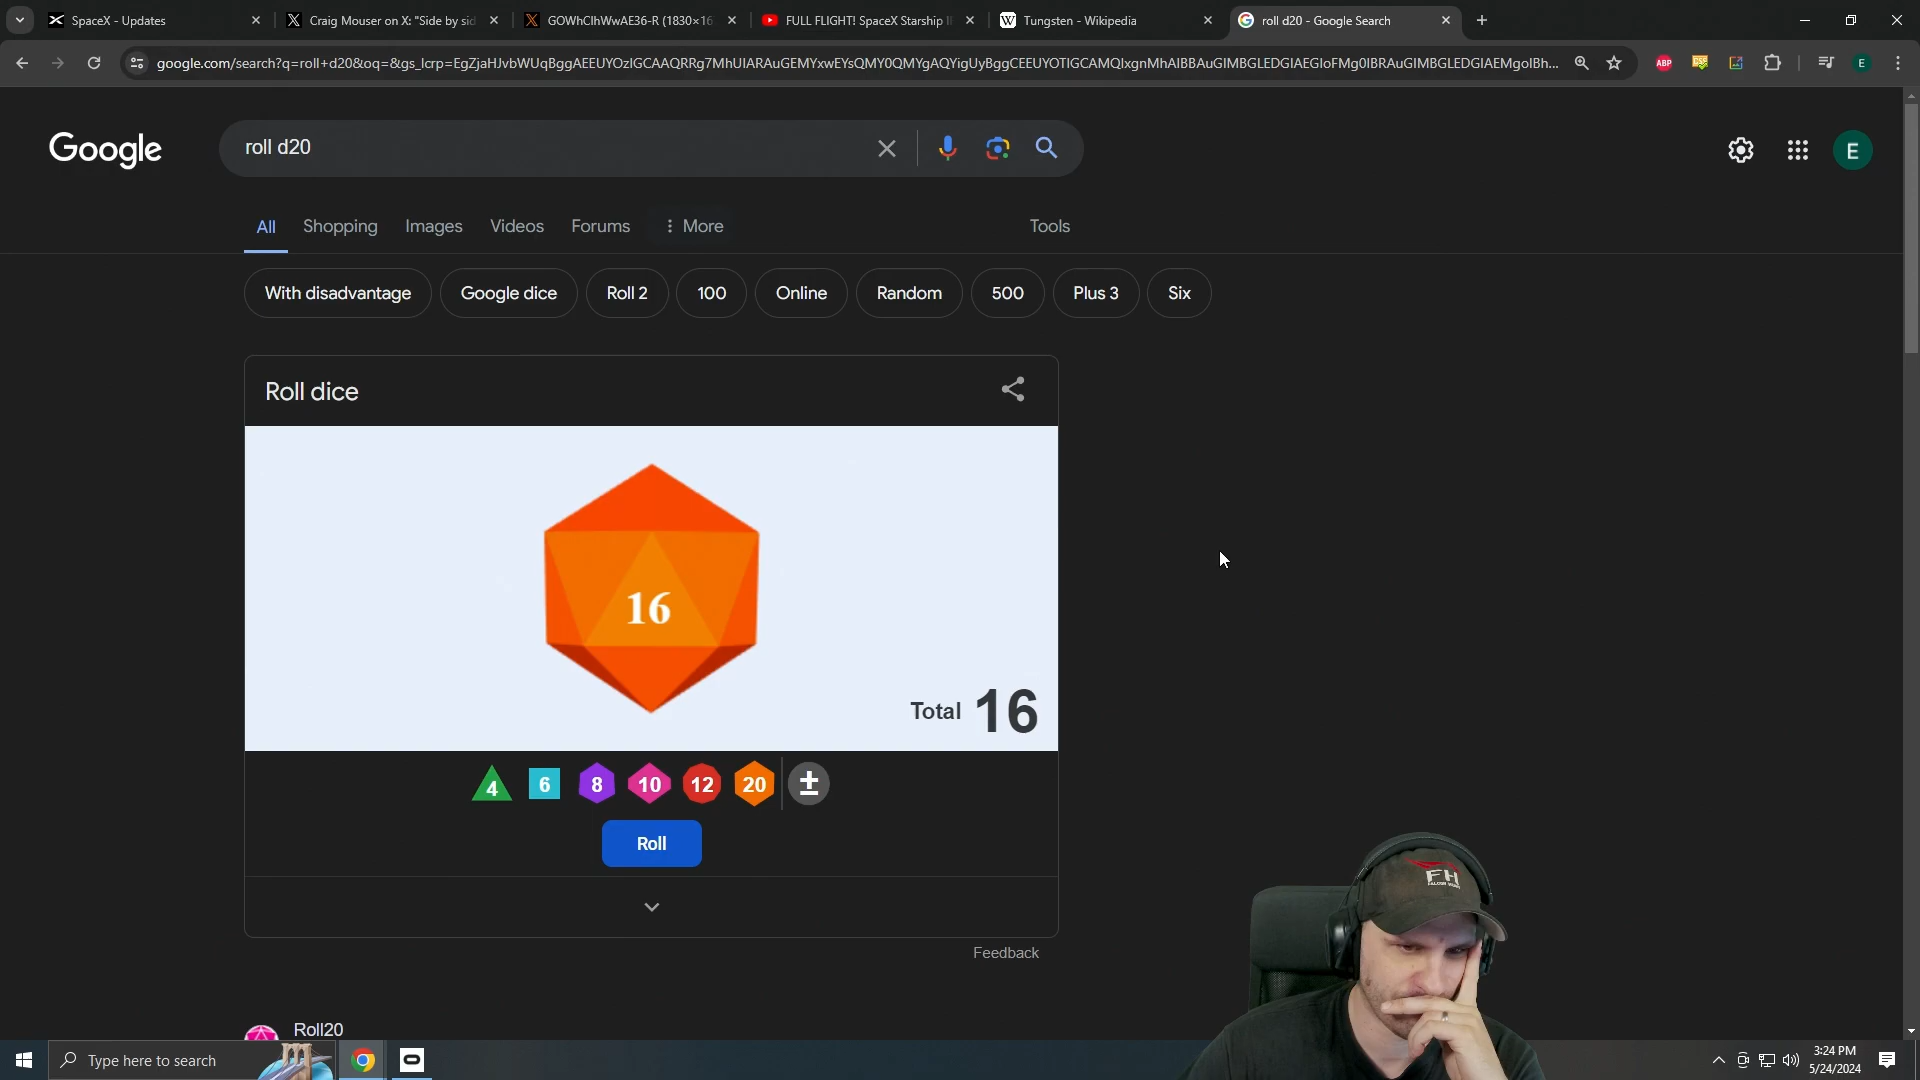 SpaceX - Updates
Craig Mouser on X: "Side by sid
GOWhClhWwAE36-R (1830×16
FULL FLIGHT! SpaceX Starship
W Tungsten - Wikipedia
roll d20 - Google Search
Google
roll d20
E
All Shopping Images Videos Forums More Tools
With disadvantage Google dice Roll 2 100 Online Random 500 Plus 3 Six
Roll dice
16
Total 16
4 6 8 10 12 20 ±
Roll
Feedback
Roll20
FH
Type here to search
3:24 PM
5/24/2024
ABP
E